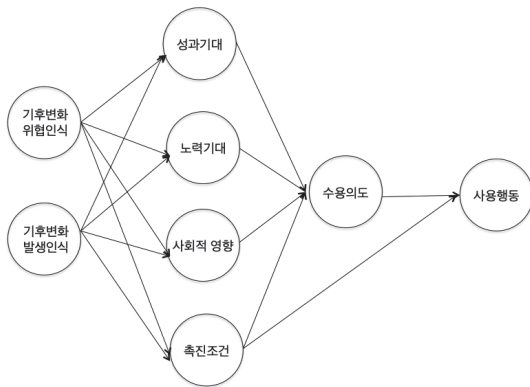 성과기대
기후변화
위협인식
노력기대
수용의도
사용행동
기후변화
발생인식
사회적 영향
촉진조건